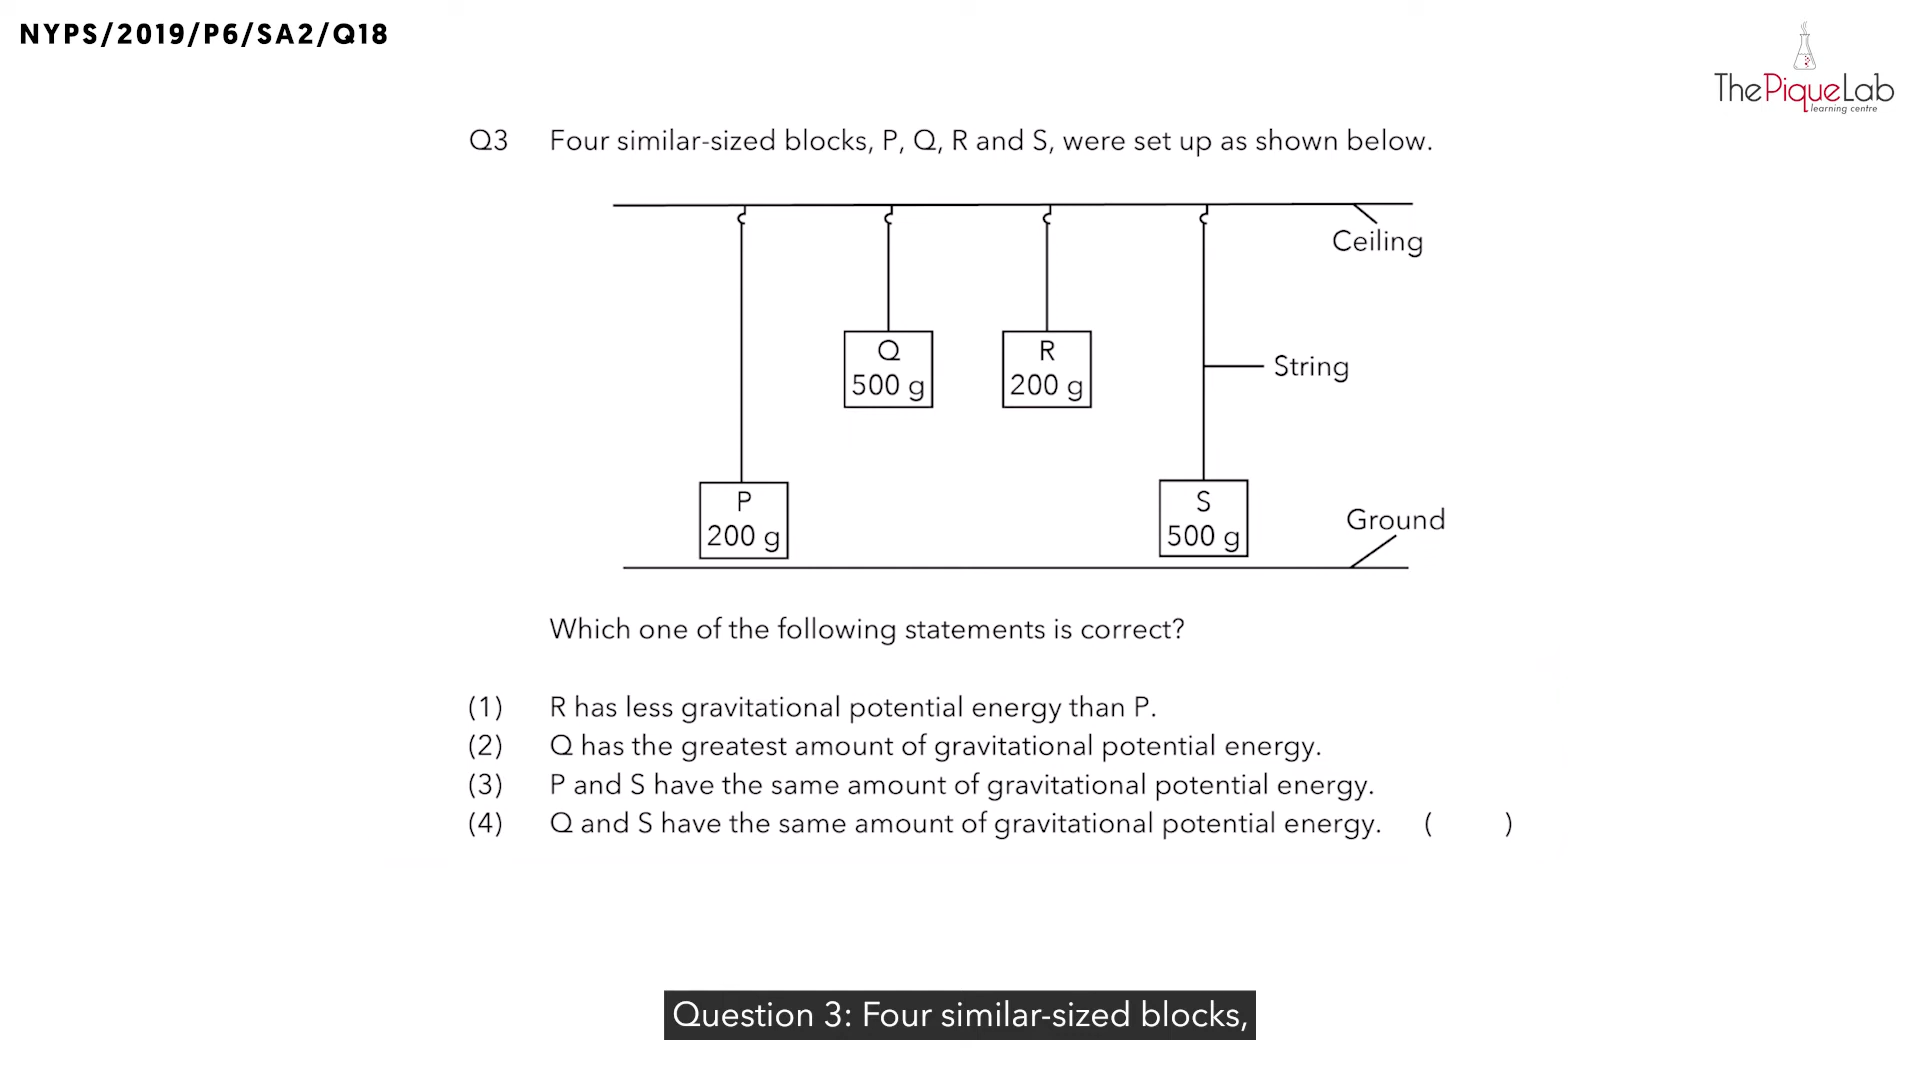 NYPS/2019/P6/SA2/Q18
ThePiqueLab
learning centre
Q3 Four similar-sized blocks, P, Q, R and S, were set up as shown below.
Ceiling
Q
500 g
R
200 g
String
P
200 g
S
500 g
Ground
Which one of the following statements is correct?
(1) R has less gravitational potential energy than P.
(2) Q has the greatest amount of gravitational potential energy.
(3) P and S have the same amount of gravitational potential energy.
(4) Q and S have the same amount of gravitational potential energy. ( )
Question 3: Four similar-sized blocks,